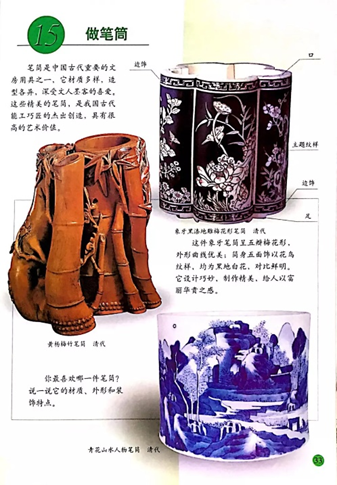 15 做笔筒
笔筒是中国古代重要的文
房用具之一，它材质多样，造
型各异，深受文人墨客的喜爱。
这些精美的笔筒，是我国古代
能工巧匠的杰出创造，具有很
高的艺术价值。
边饰
口
主题纹样
边饰
足
象牙黑漆地雕梅花形笔筒 清代
这件象牙笔筒呈五瓣梅花形，
外形曲线优美；筒身五面饰以花鸟
纹样，均为黑地白花，对比鲜明。
它设计巧妙，制作精美，给人以富
丽华贵之感。
黄杨梅竹笔筒 清代
你最喜欢哪一件笔筒？
说一说它的材质、外形和装
饰特点。
青花山水人物笔筒 清代
33